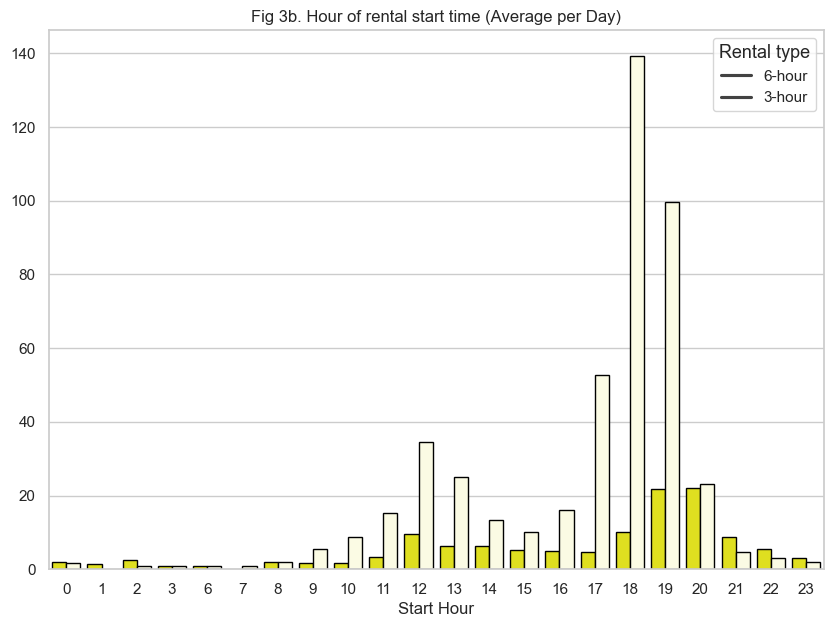 Fig 3b. Hour of rental start time (Average per Day)
140
120
100
80
60
40
20
0
Rental type
6-hour
3-hour
0 1 2 3 6 7 8 9 10 11 12 13 14 15 16 17 18 19 20 21 22 23
Start Hour